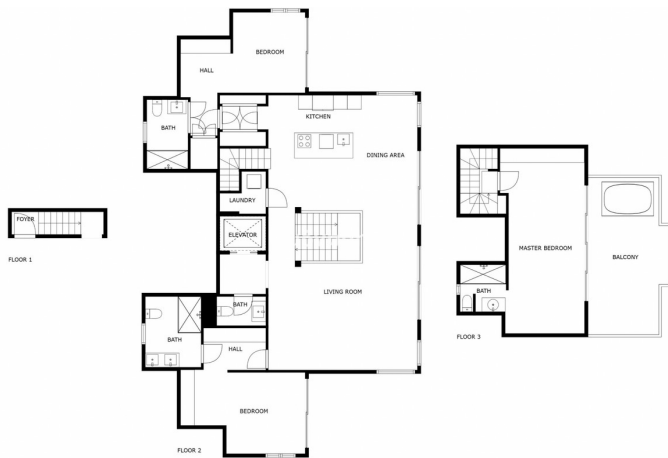 BEDROOM
HALL
KITCHEN
BATH
DINING AREA
LAUNDRY
FOYER
ELEVATOR
MASTER BEDROOM
BALCONY
FLOOR 1
LIVING ROOM
BATH
BATH
FLOOR 3
BATH
HALL
BEDROOM
FLOOR 2